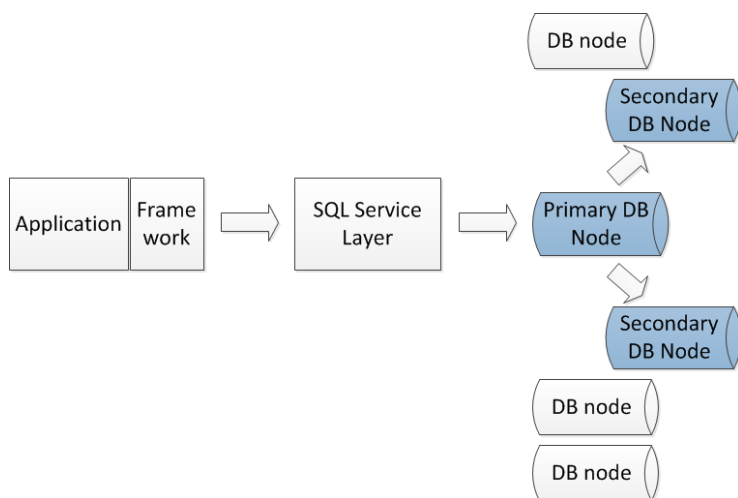 DB node
Secondary
DB Node
Application
Frame
work
SQL Service
Layer
Primary DB
Node
Secondary
DB Node
DB node
DB node